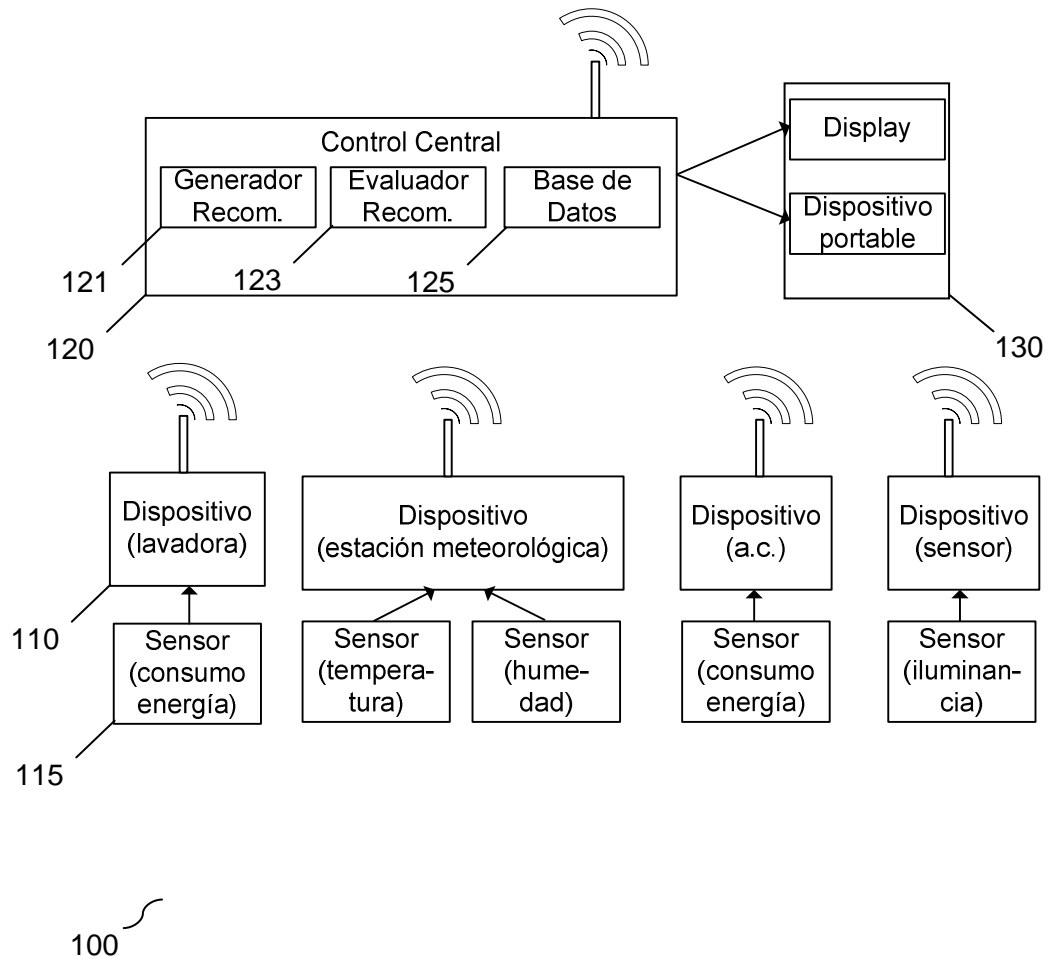 Control Central
Generador
Recom.
Evaluador
Recom.
Base de
Datos
Display
Dispositivo
portable
121
123
125
120
130
Dispositivo
(lavadora)
Dispositivo
(estación meteorológica)
Dispositivo
(a.c.)
Dispositivo
(sensor)
110
Sensor
(consumo
energía)
Sensor
(tempera-
tura)
Sensor
(hume-
dad)
Sensor
(consumo
energía)
Sensor
(iluminan-
cia)
115
100